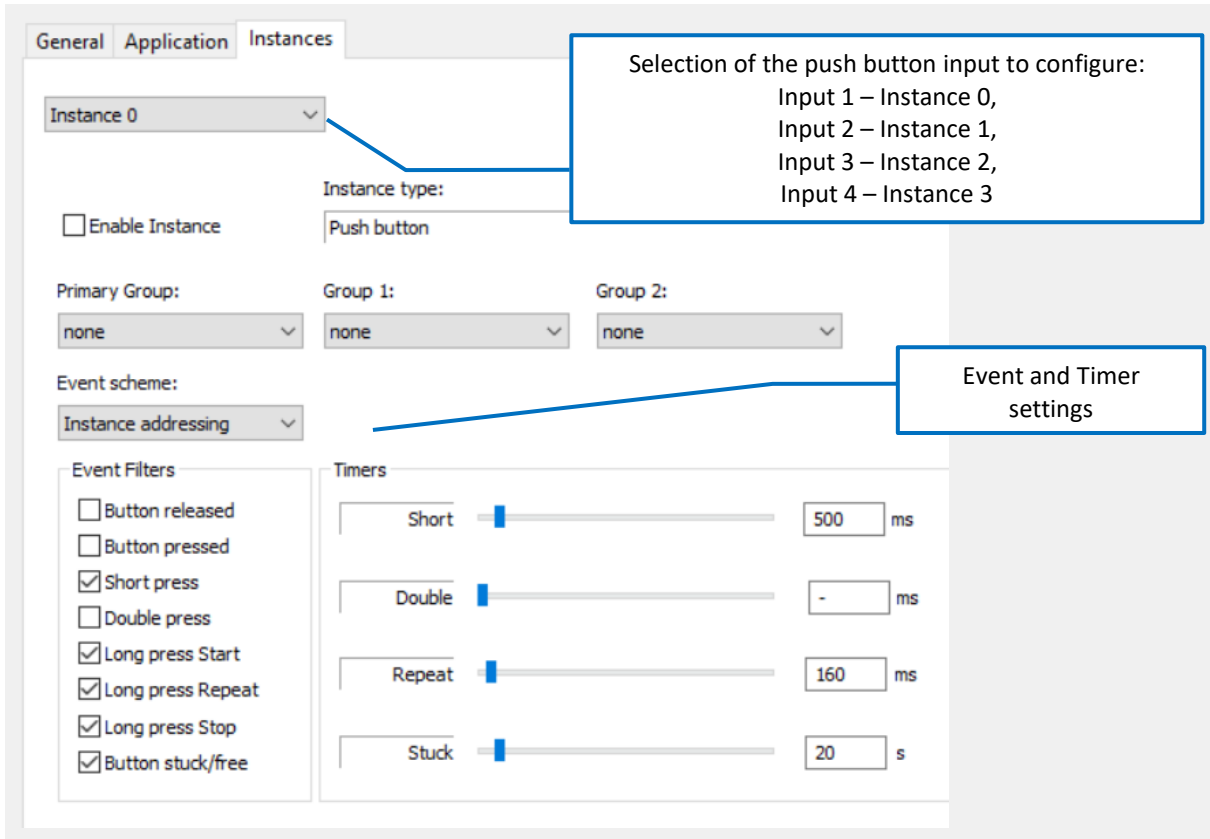 General Application Instances
Selection of the push button input to configure:
Input 1 – Instance 0,
Input 2 – Instance 1,
Input 3 – Instance 2,
Input 4 – Instance 3
Instance 0
Instance type:
Enable Instance
Push button
Primary Group: Group 1: Group 2:
none none none
Event and Timer
settings
Event scheme:
Instance addressing
Event Filters
Button released
Button pressed
Short press
Double press
Long press Start
Long press Repeat
Long press Stop
Button stuck/free
Timers
Short 500 ms
Double - ms
Repeat 160 ms
Stuck 20 s